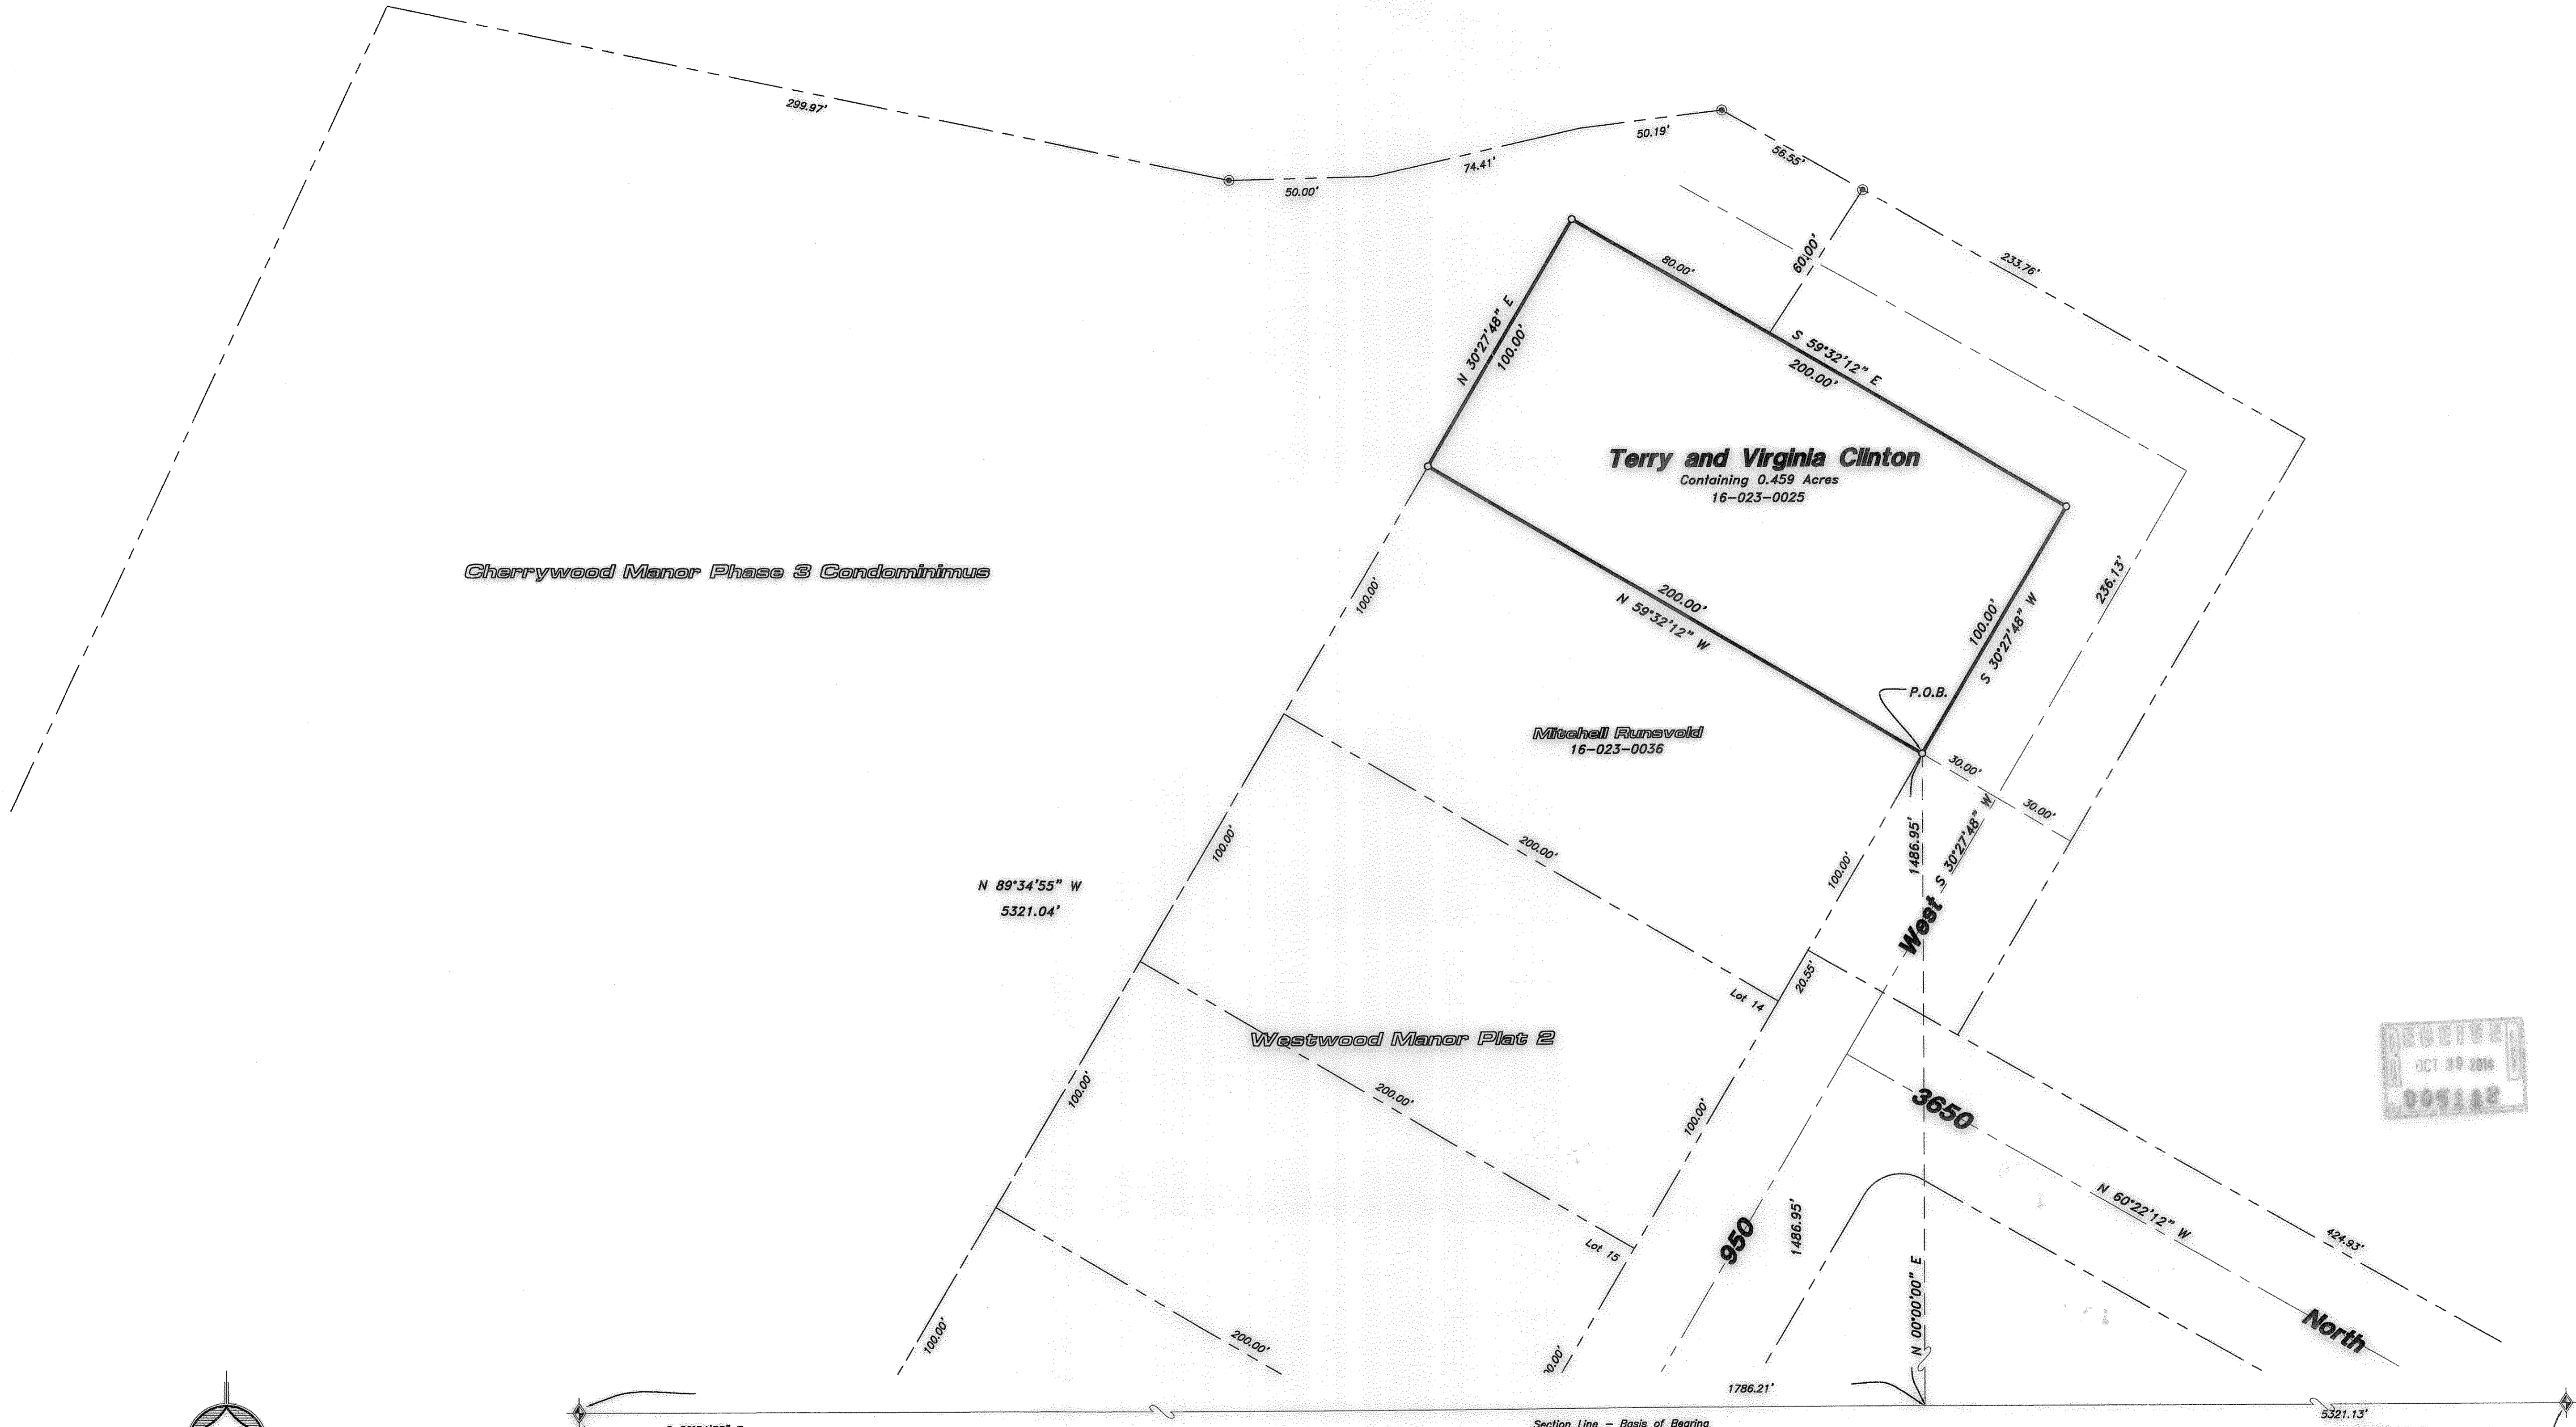 299.97'
50.00'
74.41'
50.19'
56.55'
233.76'
60.00'
80.00'
S 59°32'12" E
200.00'
N 30°27'48" E
100.00'
Terry and Virginia Clinton
Containing 0.459 Acres
16-023-0025
Cherrywood Manor Phase 3 Condominimus
236.13'
100.00'
S 30°27'48" W
200.00'
N 59°32'12" W
100.00'
P.O.B.
Mitchell Runsvold
16-023-0036
30.00'
30.00'
1486.95'
S 30°27'48" W
West
200.00'
100.00'
100.00'
N 89°34'55" W
5321.04'
20.55'
Lot 14
Westwood Manor Plat 2
RECEIVED
OCT 29 2014
005112
100.00'
200.00'
100.00'
3650
N 60°22'12" W
424.93'
950
1486.95'
Lot 15
N 00°00'00" E
North
100.00'
200.00'
00.00'
1786.21'
Section Line - Basis of Bearing
5321.13'